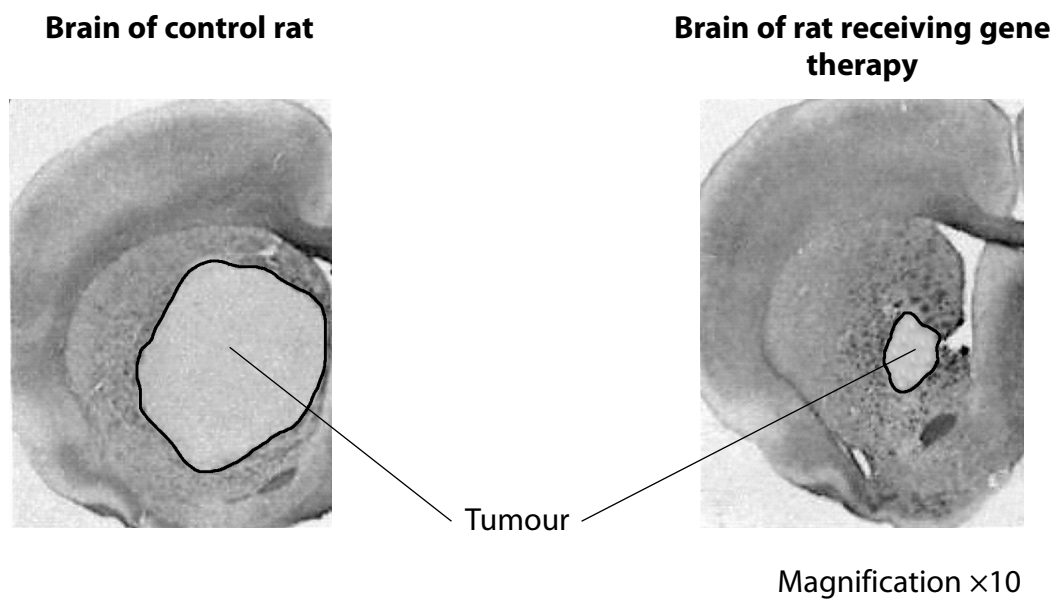 Brain of control rat
Brain of rat receiving gene
therapy
Tumour
Magnification ×10